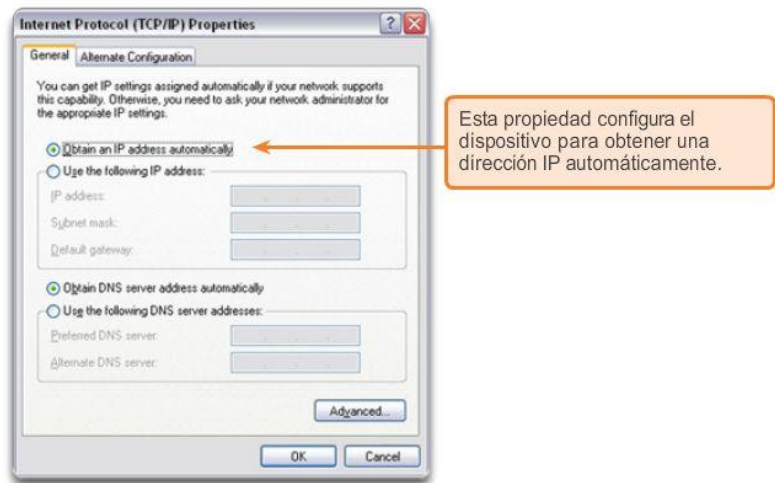 Internet Protocol (TCP/IP) Properties
General
Alternate Configuration
You can get IP settings assigned automatically if your network supports
this capability. Otherwise, you need to ask your network administrator for
the appropriate IP settings.
Obtain an IP address automatically
Use the following IP address:
IP address:
Subnet mask:
Default gateway:
Obtain DNS server address automatically
Use the following DNS server addresses:
Preferred DNS server:
Alternate DNS server:
Advanced...
OK
Cancel
Esta propiedad configura el
dispositivo para obtener una
dirección IP automáticamente.